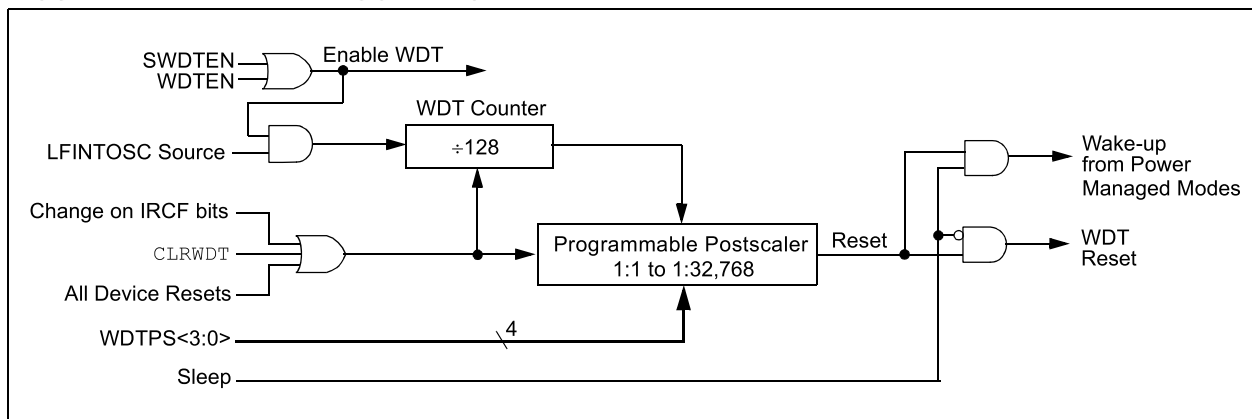 SWDTEN
WDTEN
Enable WDT
WDT Counter
÷128
LFINTOSC Source
Wake-up
from Power
Managed Modes
Change on IRCF bits
CLRWDT
All Device Resets
Programmable Postscaler
1:1 to 1:32,768
Reset
WDT
Reset
WDTPS<3:0>
4
Sleep